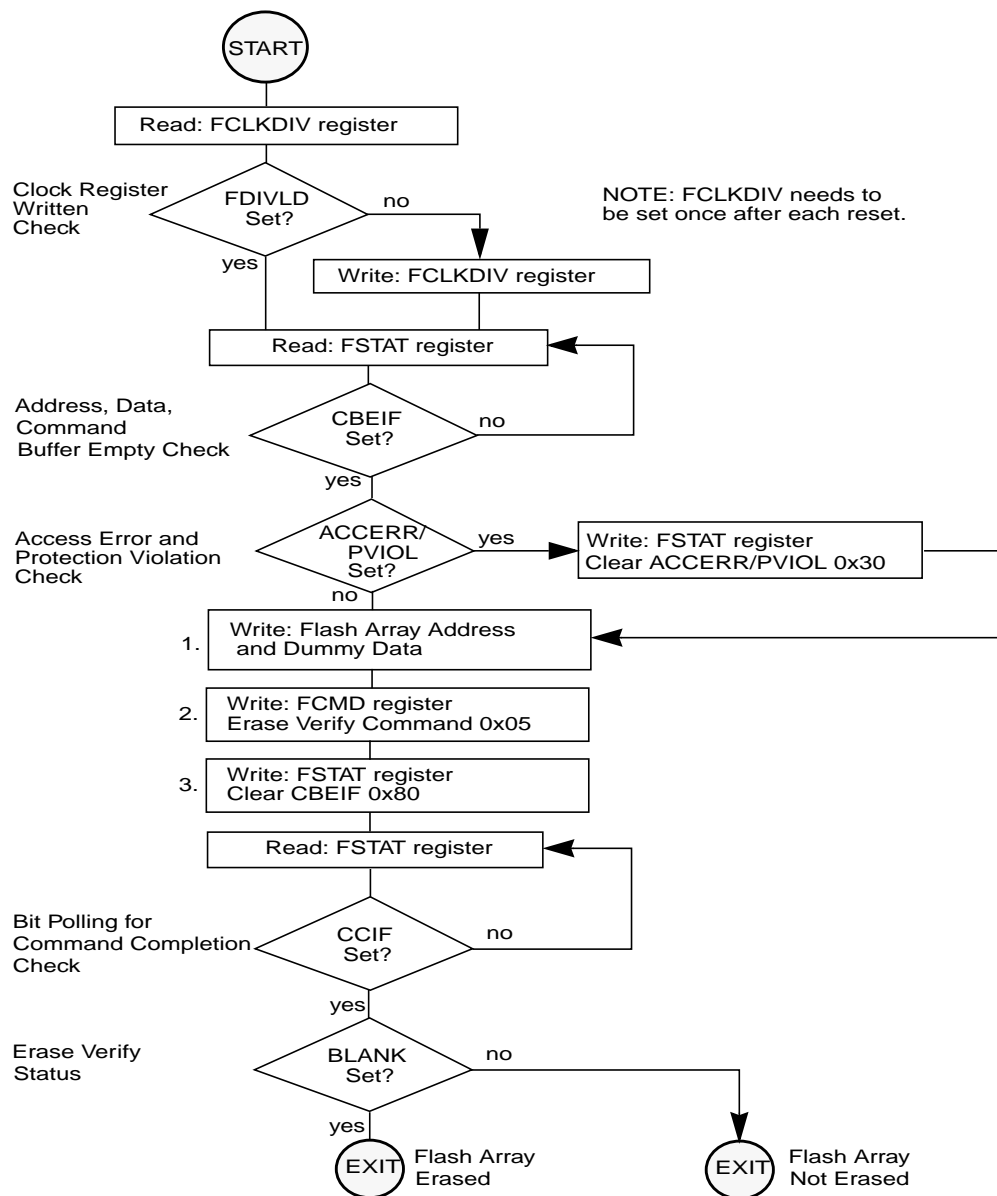 START
Read: FCLKDIV register
Clock Register
Written
Check
FDIVLD
Set?
no
yes
NOTE: FCLKDIV needs to
be set once after each reset.
Write: FCLKDIV register
Read: FSTAT register
Address, Data,
Command
Buffer Empty Check
CBEIF
Set?
no
yes
Access Error and
Protection Violation
Check
ACCERR/
PVIOL
Set?
yes
no
Write: FSTAT register
Clear ACCERR/PVIOL 0x30
1.
Write: Flash Array Address
and Dummy Data
2.
Write: FCMD register
Erase Verify Command 0x05
3.
Write: FSTAT register
Clear CBEIF 0x80
Read: FSTAT register
Bit Polling for
Command Completion
Check
CCIF
Set?
no
yes
Erase Verify
Status
BLANK
Set?
no
yes
EXIT
Flash Array
Erased
EXIT
Flash Array
Not Erased